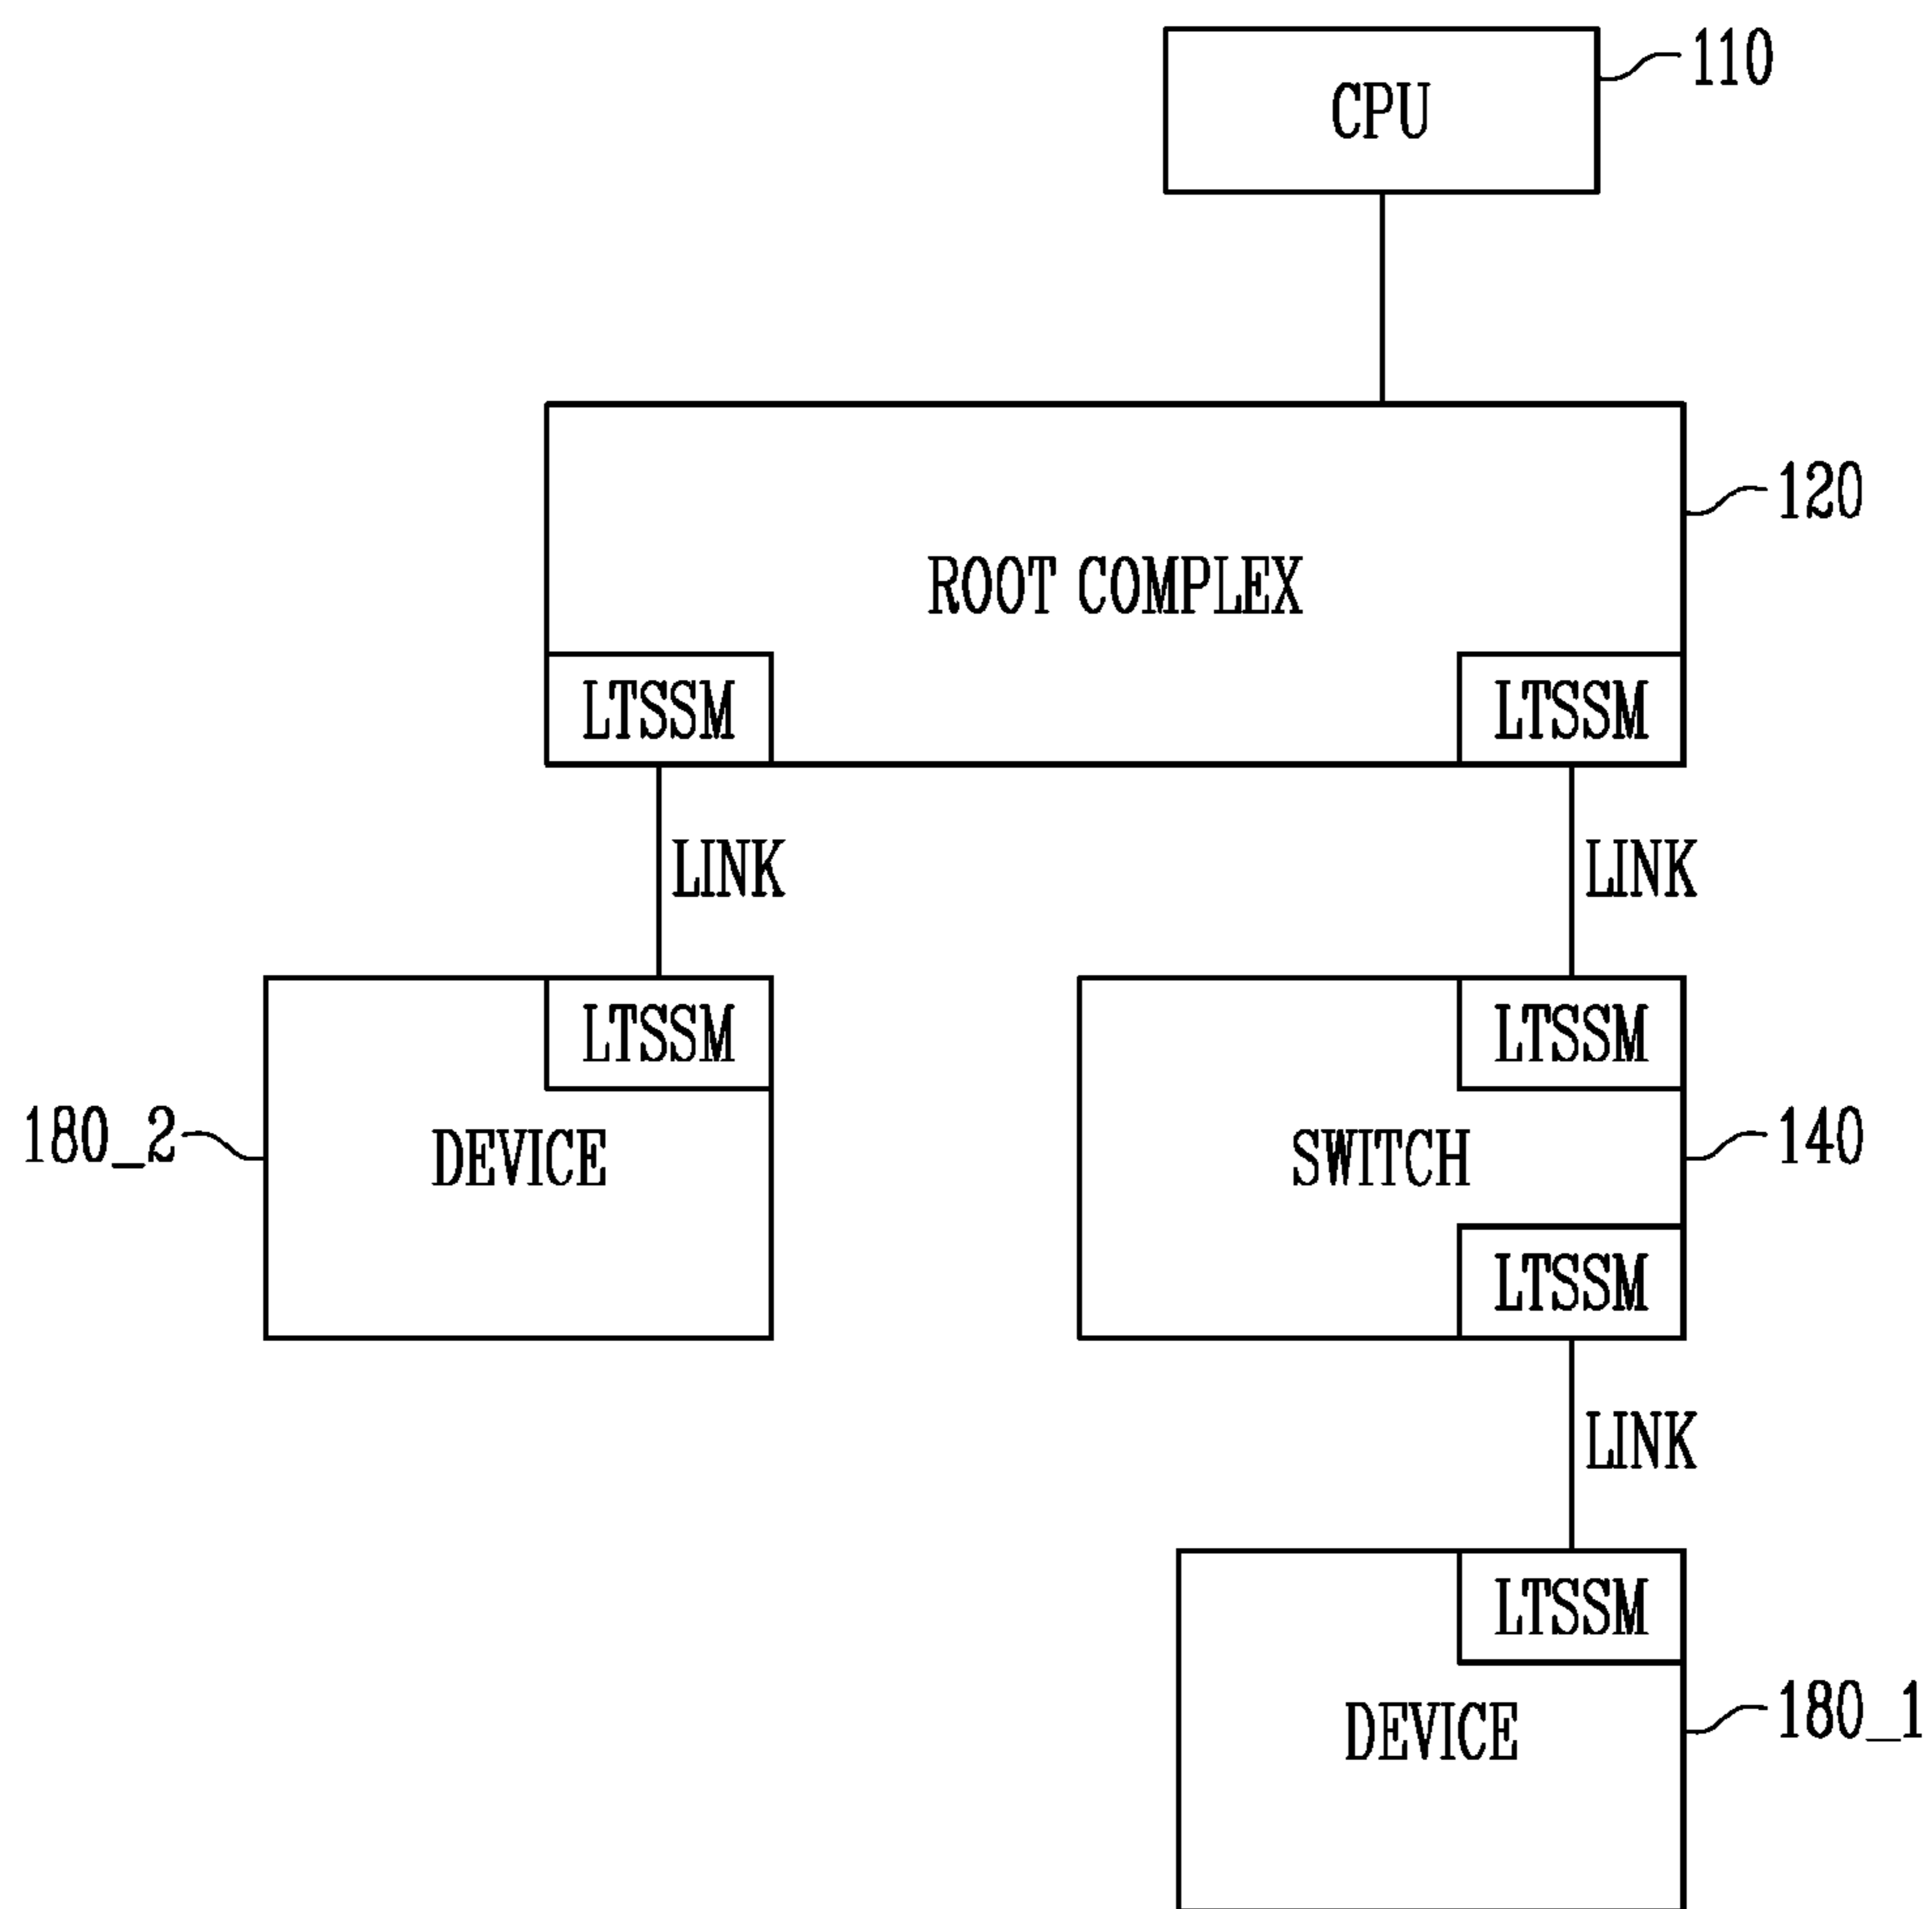 CPU
110
120
ROOT COMPLEX
LTSSM
LTSSM
LINK
LINK
LTSSM
LTSSM
180_2
DEVICE
SWITCH
140
LTSSM
LINK
LTSSM
180_1
DEVICE